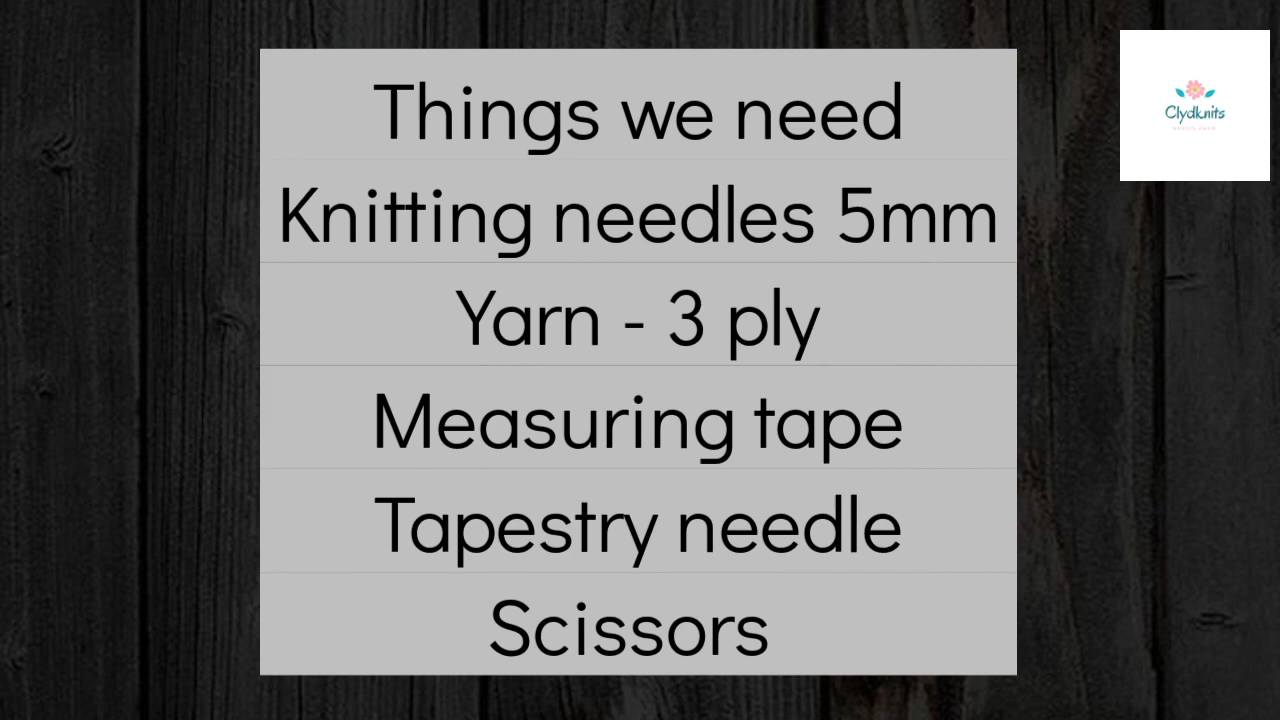 Things we need
Knitting needles 5mm
Yarn - 3 ply
Measuring tape
Tapestry needle
Scissors
Clydknits